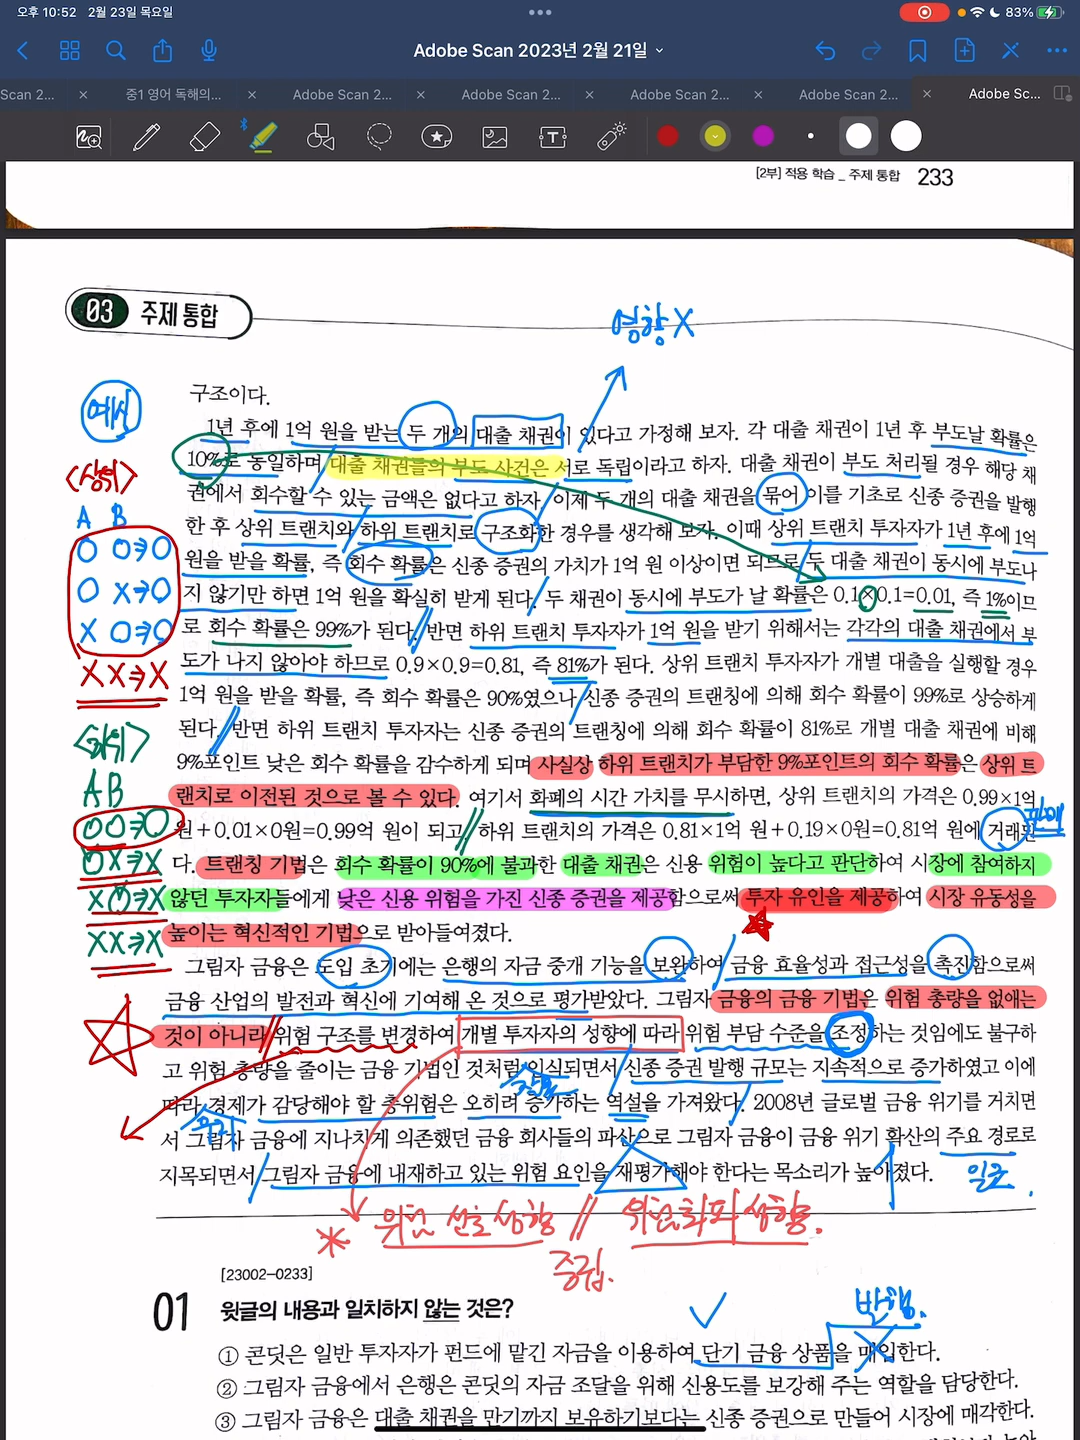 오후 10:52 2월 23일 목요일
83%
Adobe Scan 2023년 2월 21일
Scan 2...
중1 영어 독해의...
Adobe Scan 2...
Adobe Scan 2...
Adobe Scan 2...
Adobe Scan 2...
Adobe Sc...
[2부] 적용 학습 _ 주제 통합 233
03 주제 통합
영향 X
예시
구조이다.
1년 후에 1억 원을 받는 두 개의 대출 채권이 있다고 가정해 보자. 각 대출 채권이 1년 후 부도날 확률은
10%로 동일하며 대출 채권들의 부도 사건은 서로 독립이라고 하자. 대출 채권이 부도 처리될 경우 해당 채
권에서 회수할 수 있는 금액은 없다고 하자. 이제 두 개의 대출 채권을 묶어 이를 기초로 신종 증권을 발행
한 후 상위 트랜치와 하위 트랜치로 구조화한 경우를 생각해 보자. 이때 상위 트랜치 투자자가 1년 후에 1억
원을 받을 확률, 즉 회수 확률은 신종 증권의 가치가 1억 원 이상이면 되므로 두 대출 채권이 동시에 부도나
지 않기만 하면 1억 원을 확실히 받게 된다. 두 채권이 동시에 부도가 날 확률은 0.1×0.1=0.01, 즉 1%이므
로 회수 확률은 99%가 된다. 반면 하위 트랜치 투자자가 1억 원을 받기 위해서는 각각의 대출 채권에서 부
도가 나지 않아야 하므로 0.9×0.9=0.81, 즉 81%가 된다. 상위 트랜치 투자자가 개별 대출을 실행할 경우
1억 원을 받을 확률, 즉 회수 확률은 90%였으나 신종 증권의 트랜칭에 의해 회수 확률이 99%로 상승하게
된다. 반면 하위 트랜치 투자자는 신종 증권의 트랜칭에 의해 회수 확률이 81%로 개별 대출 채권에 비해
9%포인트 낮은 회수 확률을 감수하게 되며 사실상 하위 트랜치가 부담한 9%포인트의 회수 확률은 상위 트
랜치로 이전된 것으로 볼 수 있다. 여기서 화폐의 시간 가치를 무시하면, 상위 트랜치의 가격은 0.99×1억
원+0.01×0원=0.99억 원이 되고 하위 트랜치의 가격은 0.81×1억 원+0.19×0원=0.81억 원에 거래된
다. 트랜칭 기법은 회수 확률이 90%에 불과한 대출 채권은 신용 위험이 높다고 판단하여 시장에 참여하지
않던 투자자들에게 낮은 신용 위험을 가진 신종 증권을 제공함으로써 투자 유인을 제공하여 시장 유동성을
높이는 혁신적인 기법으로 받아들여졌다.
그림자 금융은 도입 초기에는 은행의 자금 중개 기능을 보완하여 금융 효율성과 접근성을 촉진함으로써
금융 산업의 발전과 혁신에 기여해 온 것으로 평가받았다. 그림자 금융의 금융 기법은 위험 총량을 없애는
것이 아니라 위험 구조를 변경하여 개별 투자자의 성향에 따라 위험 부담 수준을 조정하는 것임에도 불구하
고 위험 총량을 줄이는 금융 기법인 것처럼 인식되면서 신종 증권 발행 규모는 지속적으로 증가하였고 이에
따라 경제가 감당해야 할 총위험은 오히려 증가하는 역설을 가져왔다. 2008년 글로벌 금융 위기를 거치면
서 그림자 금융에 지나치게 의존했던 금융 회사들의 파산으로 그림자 금융이 금융 위기 확산의 주요 경로로
지목되면서 그림자 금융에 내재하고 있는 위험 요인을 재평가해야 한다는 목소리가 높아졌다.
<상위>
A B
O O⇒O
O X⇒O
X O⇒O
X X⇒X
<하위>
A B
O O⇒O
O X⇒X
X O⇒X
X X⇒X
판매
위험 선호 성향 // 위험 회피 성향.
중립.
[23002-0233]
01 윗글의 내용과 일치하지 않는 것은?
발행.
① 콘딧은 일반 투자자가 펀드에 맡긴 자금을 이용하여 단기 금융 상품을 매입한다.
② 그림자 금융에서 은행은 콘딧의 자금 조달을 위해 신용도를 보강해 주는 역할을 담당한다.
③ 그림자 금융은 대출 채권을 만기까지 보유하기보다는 신종 증권으로 만들어 시장에 매각한다.